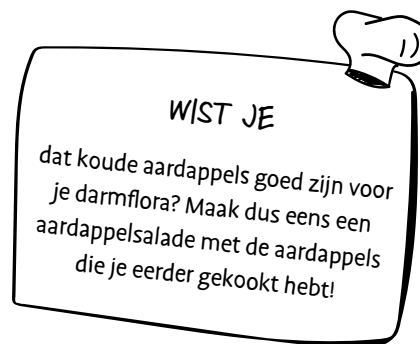 WIST JE
dat koude aardappels goed zijn voor
je darmflora? Maak dus eens een
aardappelsalade met de aardappels
die je eerder gekookt hebt!